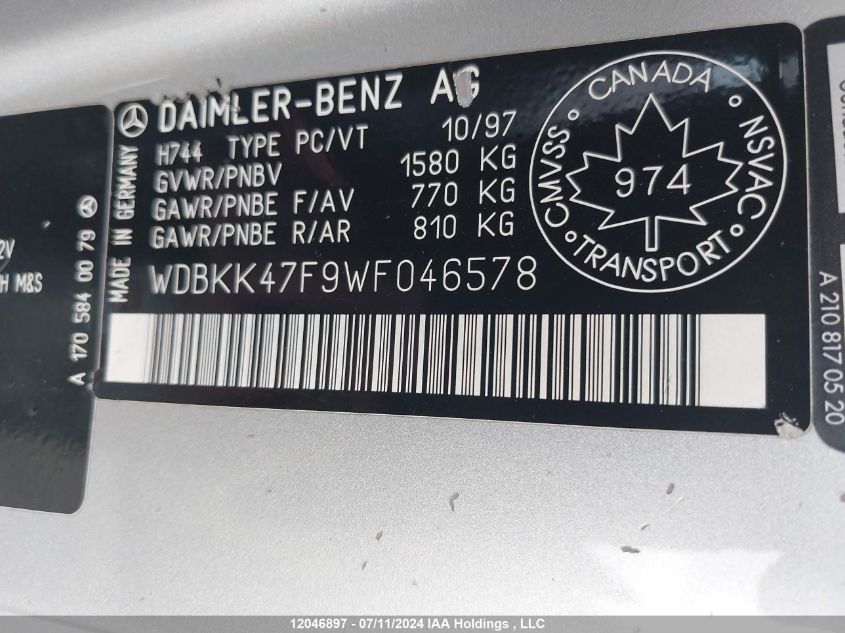 DAIMLER-BENZ AG
H744 TYPE PC/VT 10/97
GVWR/PNBV 1580 KG
GAWR/PNBE F/AV 770 KG
GAWR/PNBE R/AR 810 KG
WDBKK47F9WF046578
MADE IN GERMANY
CANADA
CMVSS
NSVAC
974
TRANSPORT
2V
H M&S
A 170 584 00 79
A 210 817 05 20
12046897 - 07/11/2024 IAA Holdings , LLC